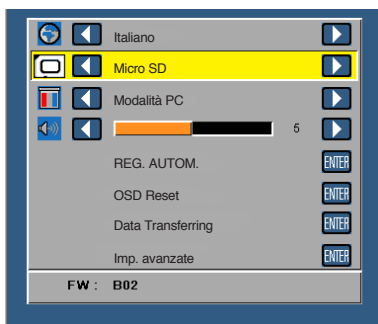 Italiano
Micro SD
Modalità PC
5
REG. AUTOM. ENTER
OSD Reset ENTER
Data Transferring ENTER
Imp. avanzate ENTER
FW : B02